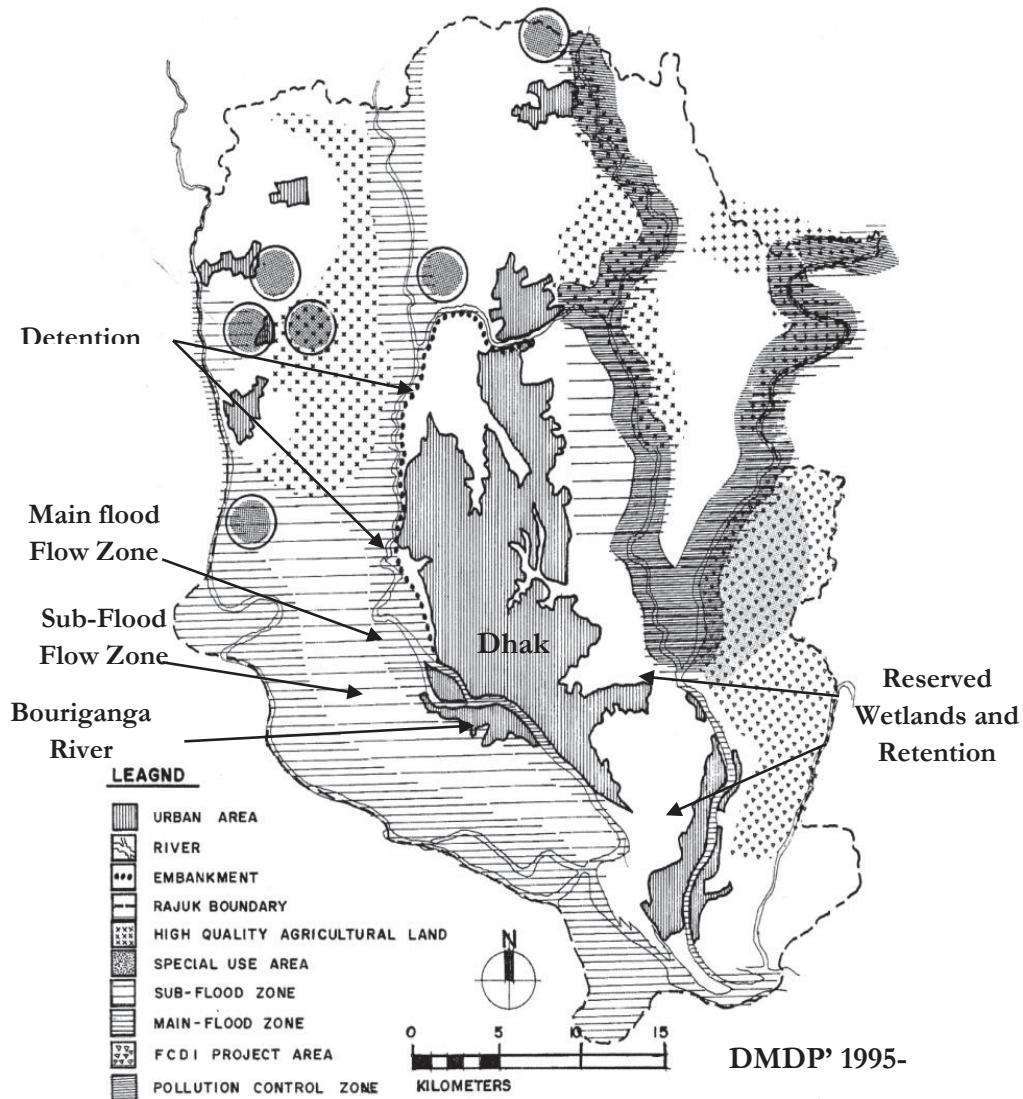 Detention
Main flood
Flow Zone
Sub-Flood
Flow Zone
Bouriganga
River
Dhak
Reserved
Wetlands and
Retention
LEAGND
URBAN AREA
RIVER
EMBANKMENT
RAJUK BOUNDARY
HIGH QUALITY AGRICULTURAL LAND
SPECIAL USE AREA
SUB-FLOOD ZONE
MAIN-FLOOD ZONE
FCDI PROJECT AREA
POLLUTION CONTROL ZONE
N
0 5 10 15
KILOMETERS
DMDP’ 1995-